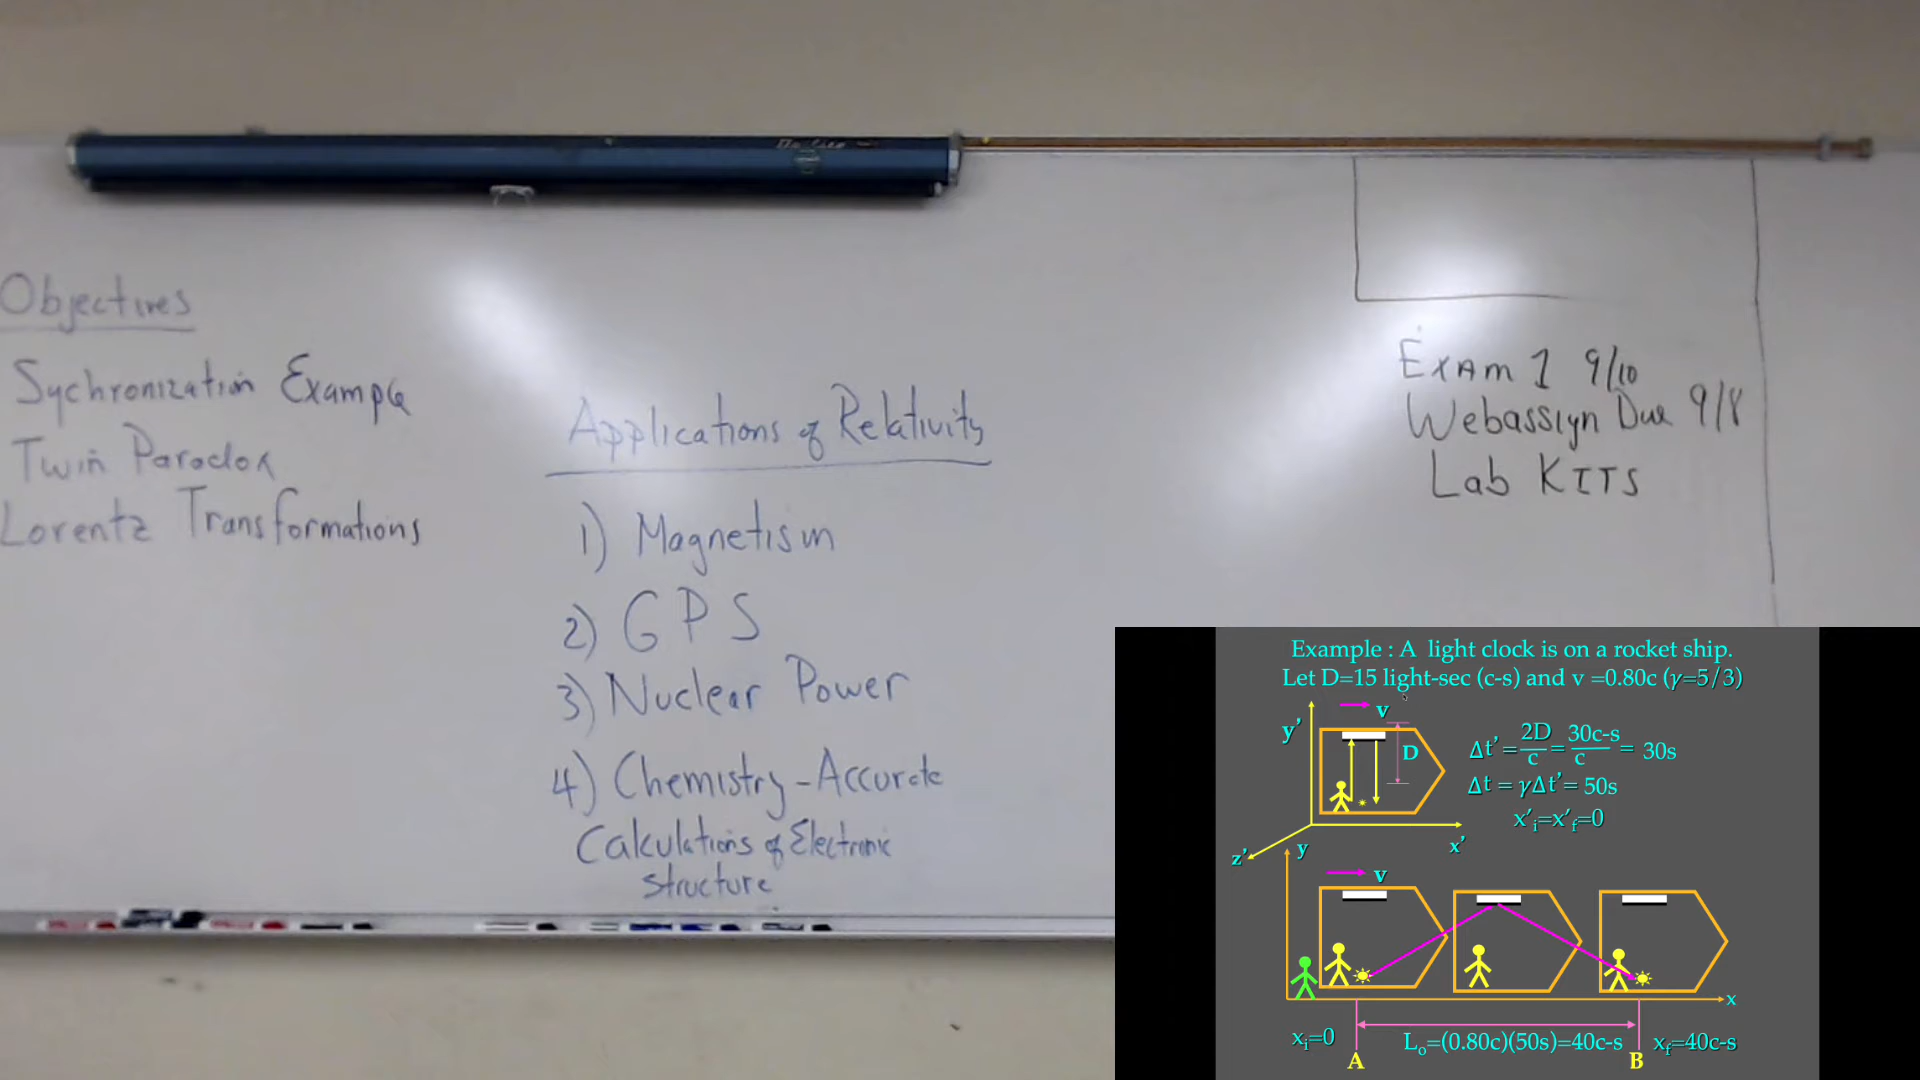 Objectives
Sychronization Example
Twin Paradox
Lorentz Transformations
Applications of Relativity
1) Magnetism
2) GPS
3) Nuclear Power
4) Chemistry - Accurate
Calculations of Electronic
structure
Exam 1 9/10
Webassign Due 9/8
Lab KITS
Example : A light clock is on a rocket ship.
Let D=15 light-sec (c-s) and v =0.80c (γ=5/3)
v
y'
D
Δt' = 2D/c = 30c-s/c = 30s
Δt = γΔt' = 50s
x'i=x'f=0
x'
z'
y
v
x
xi=0
Lo=(0.80c)(50s)=40c-s
xf=40c-s
A
B